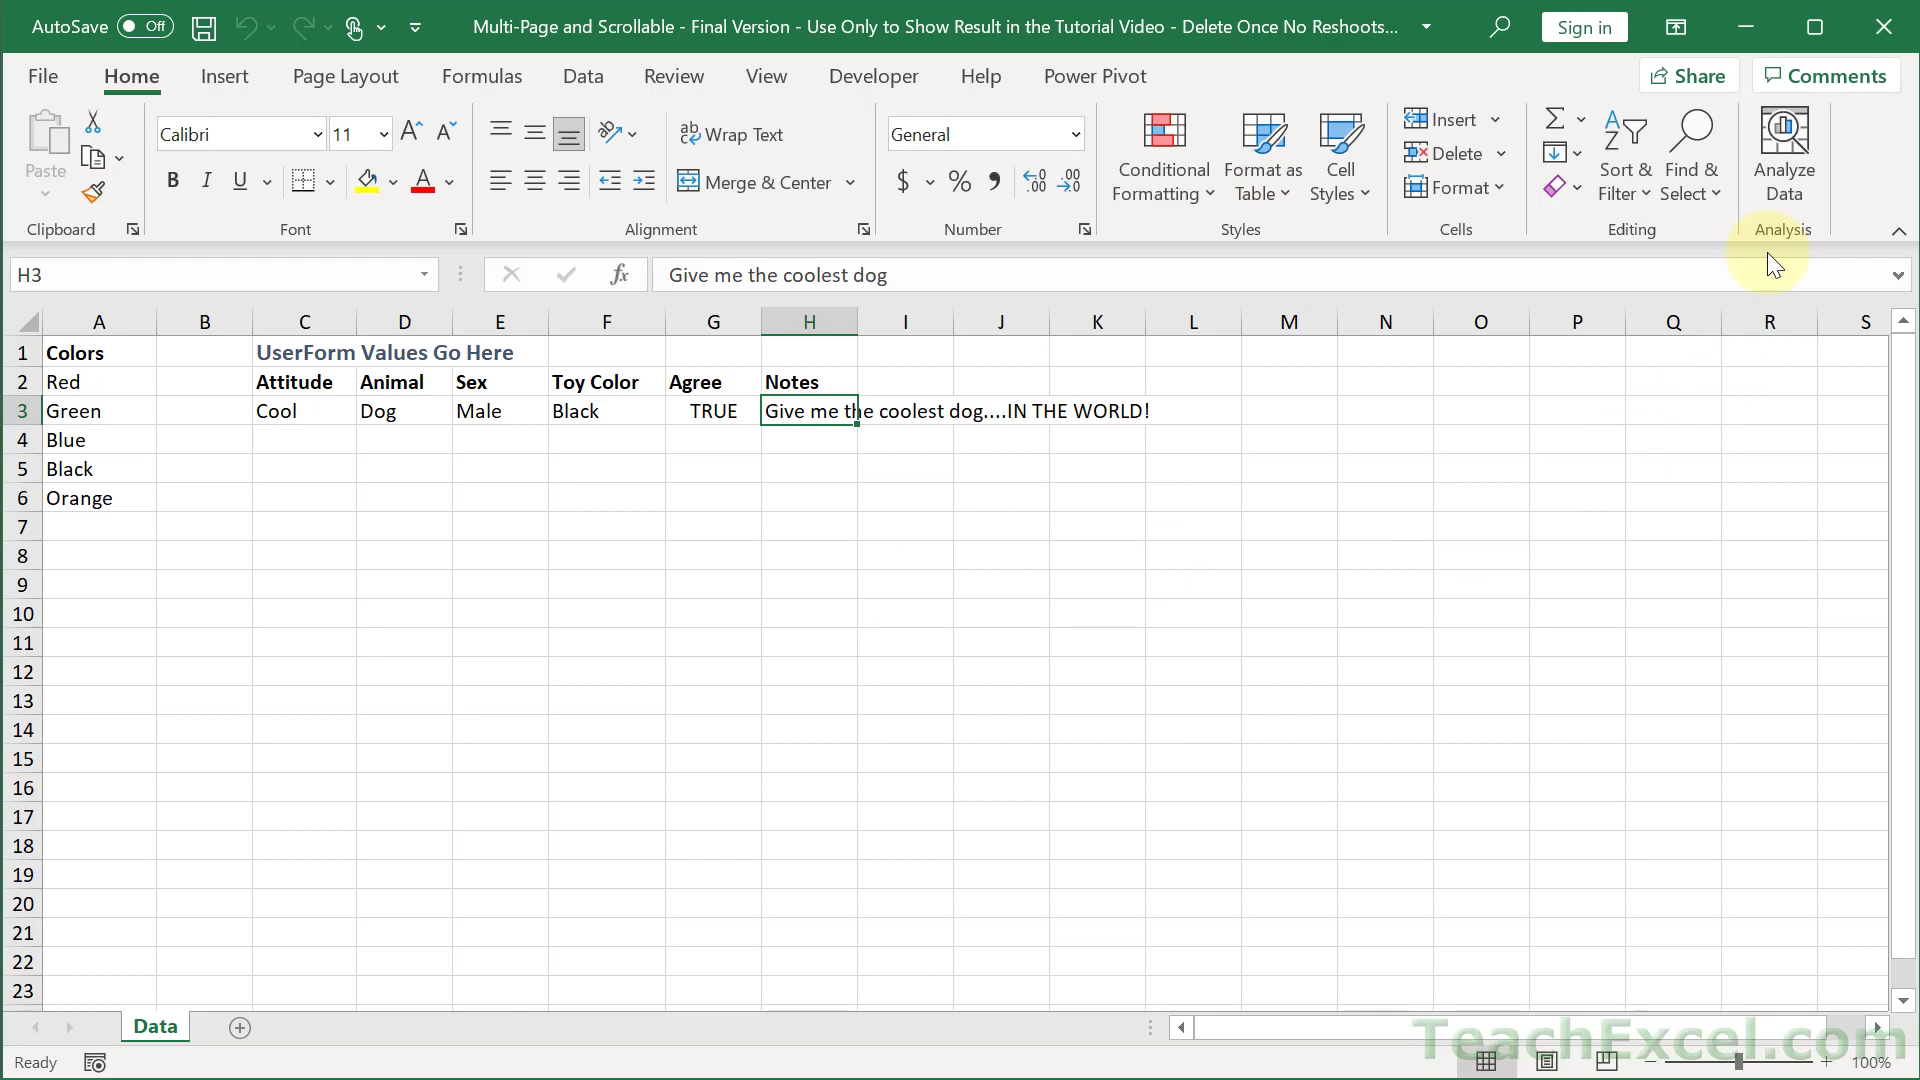 AutoSave Off Multi-Page and Scrollable - Final Version - Use Only to Show Result in the Tutorial Video - Delete Once No Reshoots... Sign in
File Home Insert Page Layout Formulas Data Review View Developer Help Power Pivot Share Comments
Paste
Clipboard
Calibri 11
B I U
Font
Wrap Text
Merge & Center
Alignment
General
$ % 
Number
Conditional Formatting
Format as Table
Cell Styles
Styles
Insert
Delete
Format
Cells
Sort & Filter
Find & Select
Editing
Analyze Data
Analysis
H3 fx Give me the coolest dog
A B C D E F G H I J K L M N O P Q R S
1 Colors UserForm Values Go Here
2 Red Attitude Animal Sex Toy Color Agree Notes
3 Green Cool Dog Male Black TRUE Give me the coolest dog....IN THE WORLD!
4 Blue
5 Black
6 Orange
7
8
9
10
11
12
13
14
15
16
17
18
19
20
21
22
23
Data
TeachExcel.com
Ready 100%